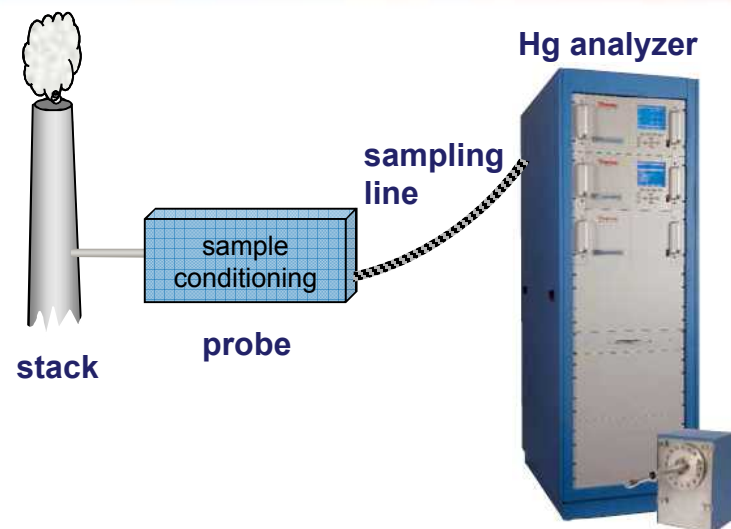 Hg analyzer
sampling
line
sample
conditioning
probe
stack